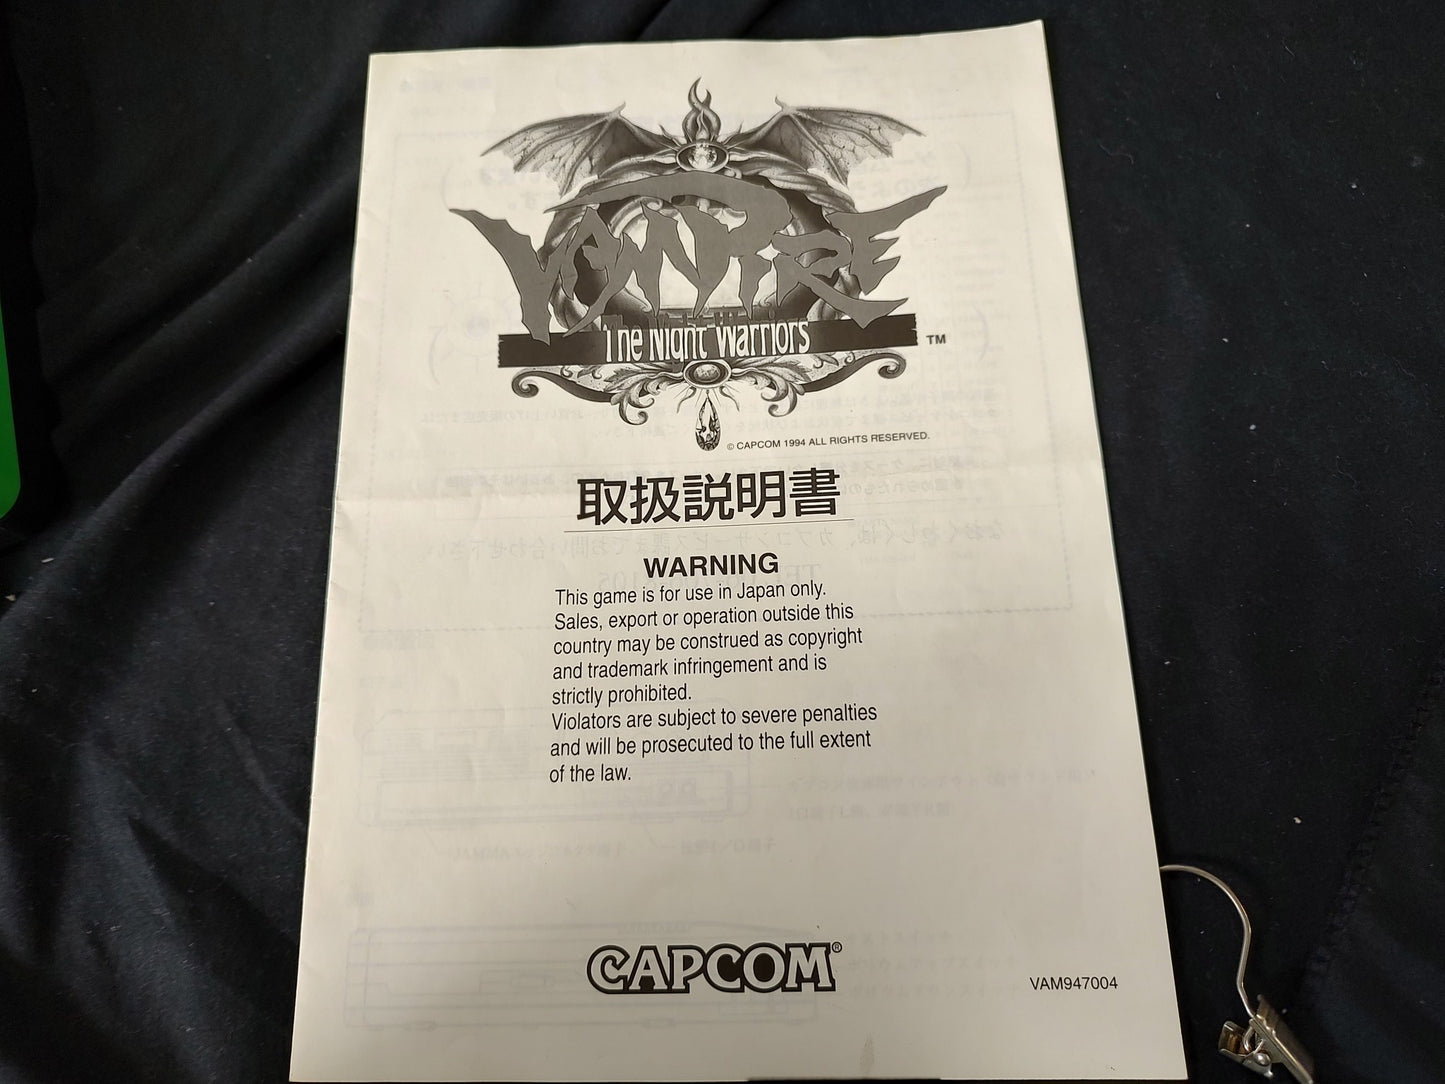 VAMPIRE
The Night Warriors
TM
© CAPCOM 1994 ALL RIGHTS RESERVED.
取扱説明書
WARNING
This game is for use in Japan only.
Sales, export or operation outside this
country may be construed as copyright
and trademark infringement and is
strictly prohibited.
Violators are subject to severe penalties
and will be prosecuted to the full extent
of the law.
CAPCOM®
VAM947004